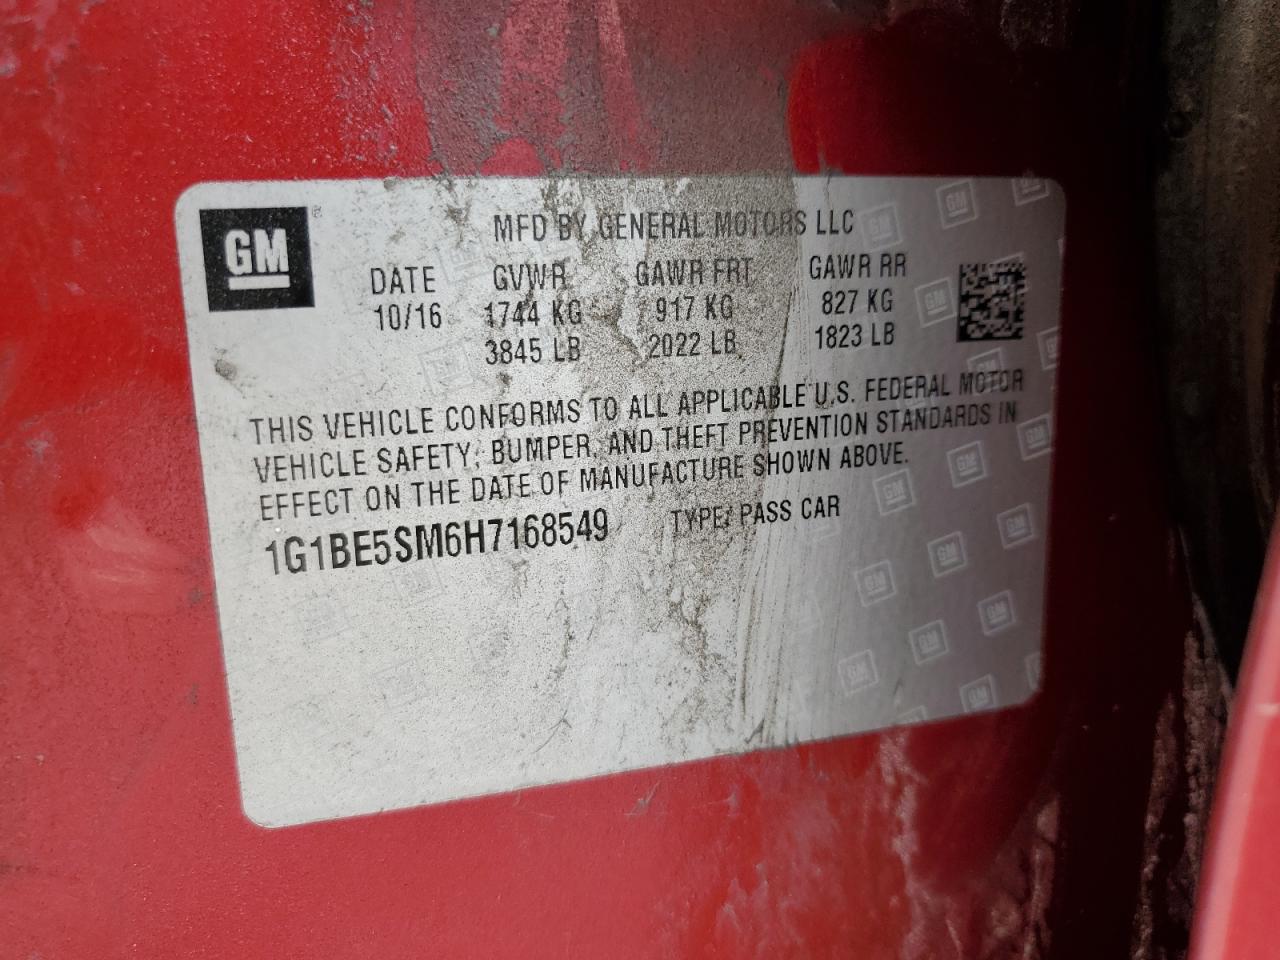 GM
MFD BY GENERAL MOTORS LLC
DATE GVWR GAWR FRT GAWR RR
10/16 1744 KG 917 KG 827 KG
3845 LB 2022 LB 1823 LB
THIS VEHICLE CONFORMS TO ALL APPLICABLE U.S. FEDERAL MOTOR
VEHICLE SAFETY, BUMPER, AND THEFT PREVENTION STANDARDS IN
EFFECT ON THE DATE OF MANUFACTURE SHOWN ABOVE.
1G1BE5SM6H7168549 TYPE: PASS CAR